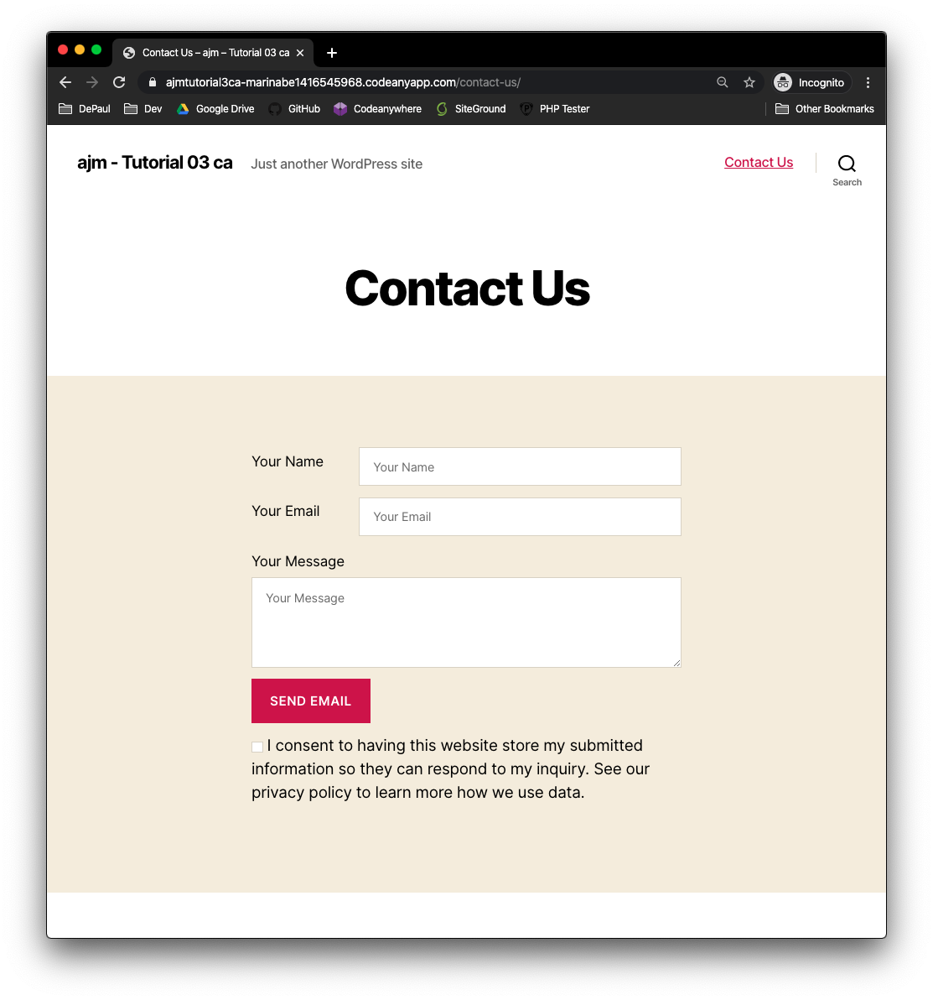 Contact Us – ajm – Tutorial 03 ca
ajmtutorial3ca-marinabe1416545968.codeanyapp.com/contact-us/
Incognito
DePaul Dev Google Drive GitHub Codeanywhere SiteGround PHP Tester Other Bookmarks
ajm - Tutorial 03 ca Just another WordPress site Contact Us
Search
Contact Us
Your Name Your Name
Your Email Your Email
Your Message
Your Message
SEND EMAIL
I consent to having this website store my submitted
information so they can respond to my inquiry. See our
privacy policy to learn more how we use data.